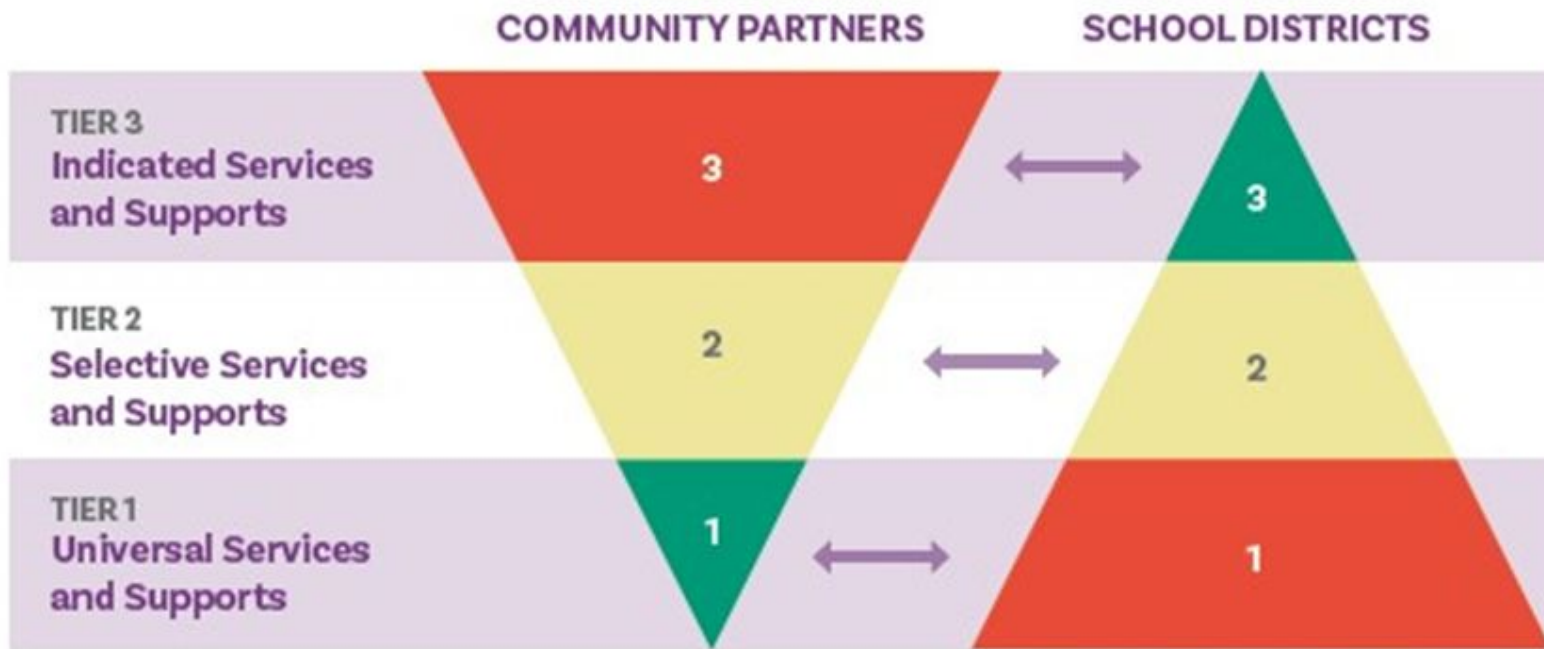 COMMUNITY PARTNERS
SCHOOL DISTRICTS
TIER 3
Indicated Services
and Supports
3
3
TIER 2
Selective Services
and Supports
2
2
TIER 1
Universal Services
and Supports
1
1